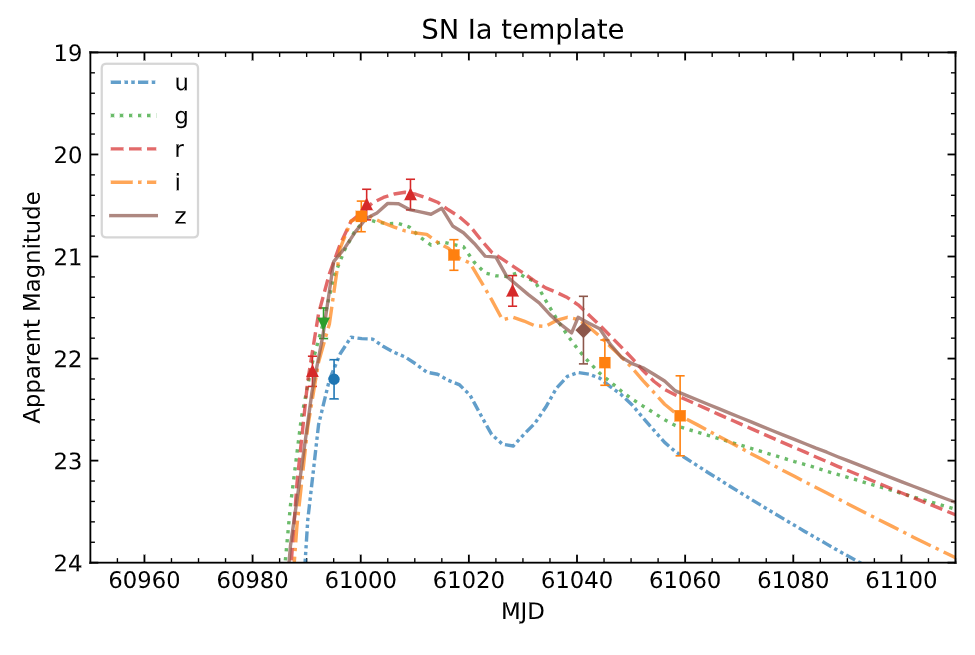 SN Ia template
19
20
21
22
23
24
Apparent Magnitude
u
g
r
i
z
60960 60980 61000 61020 61040 61060 61080 61100
MJD